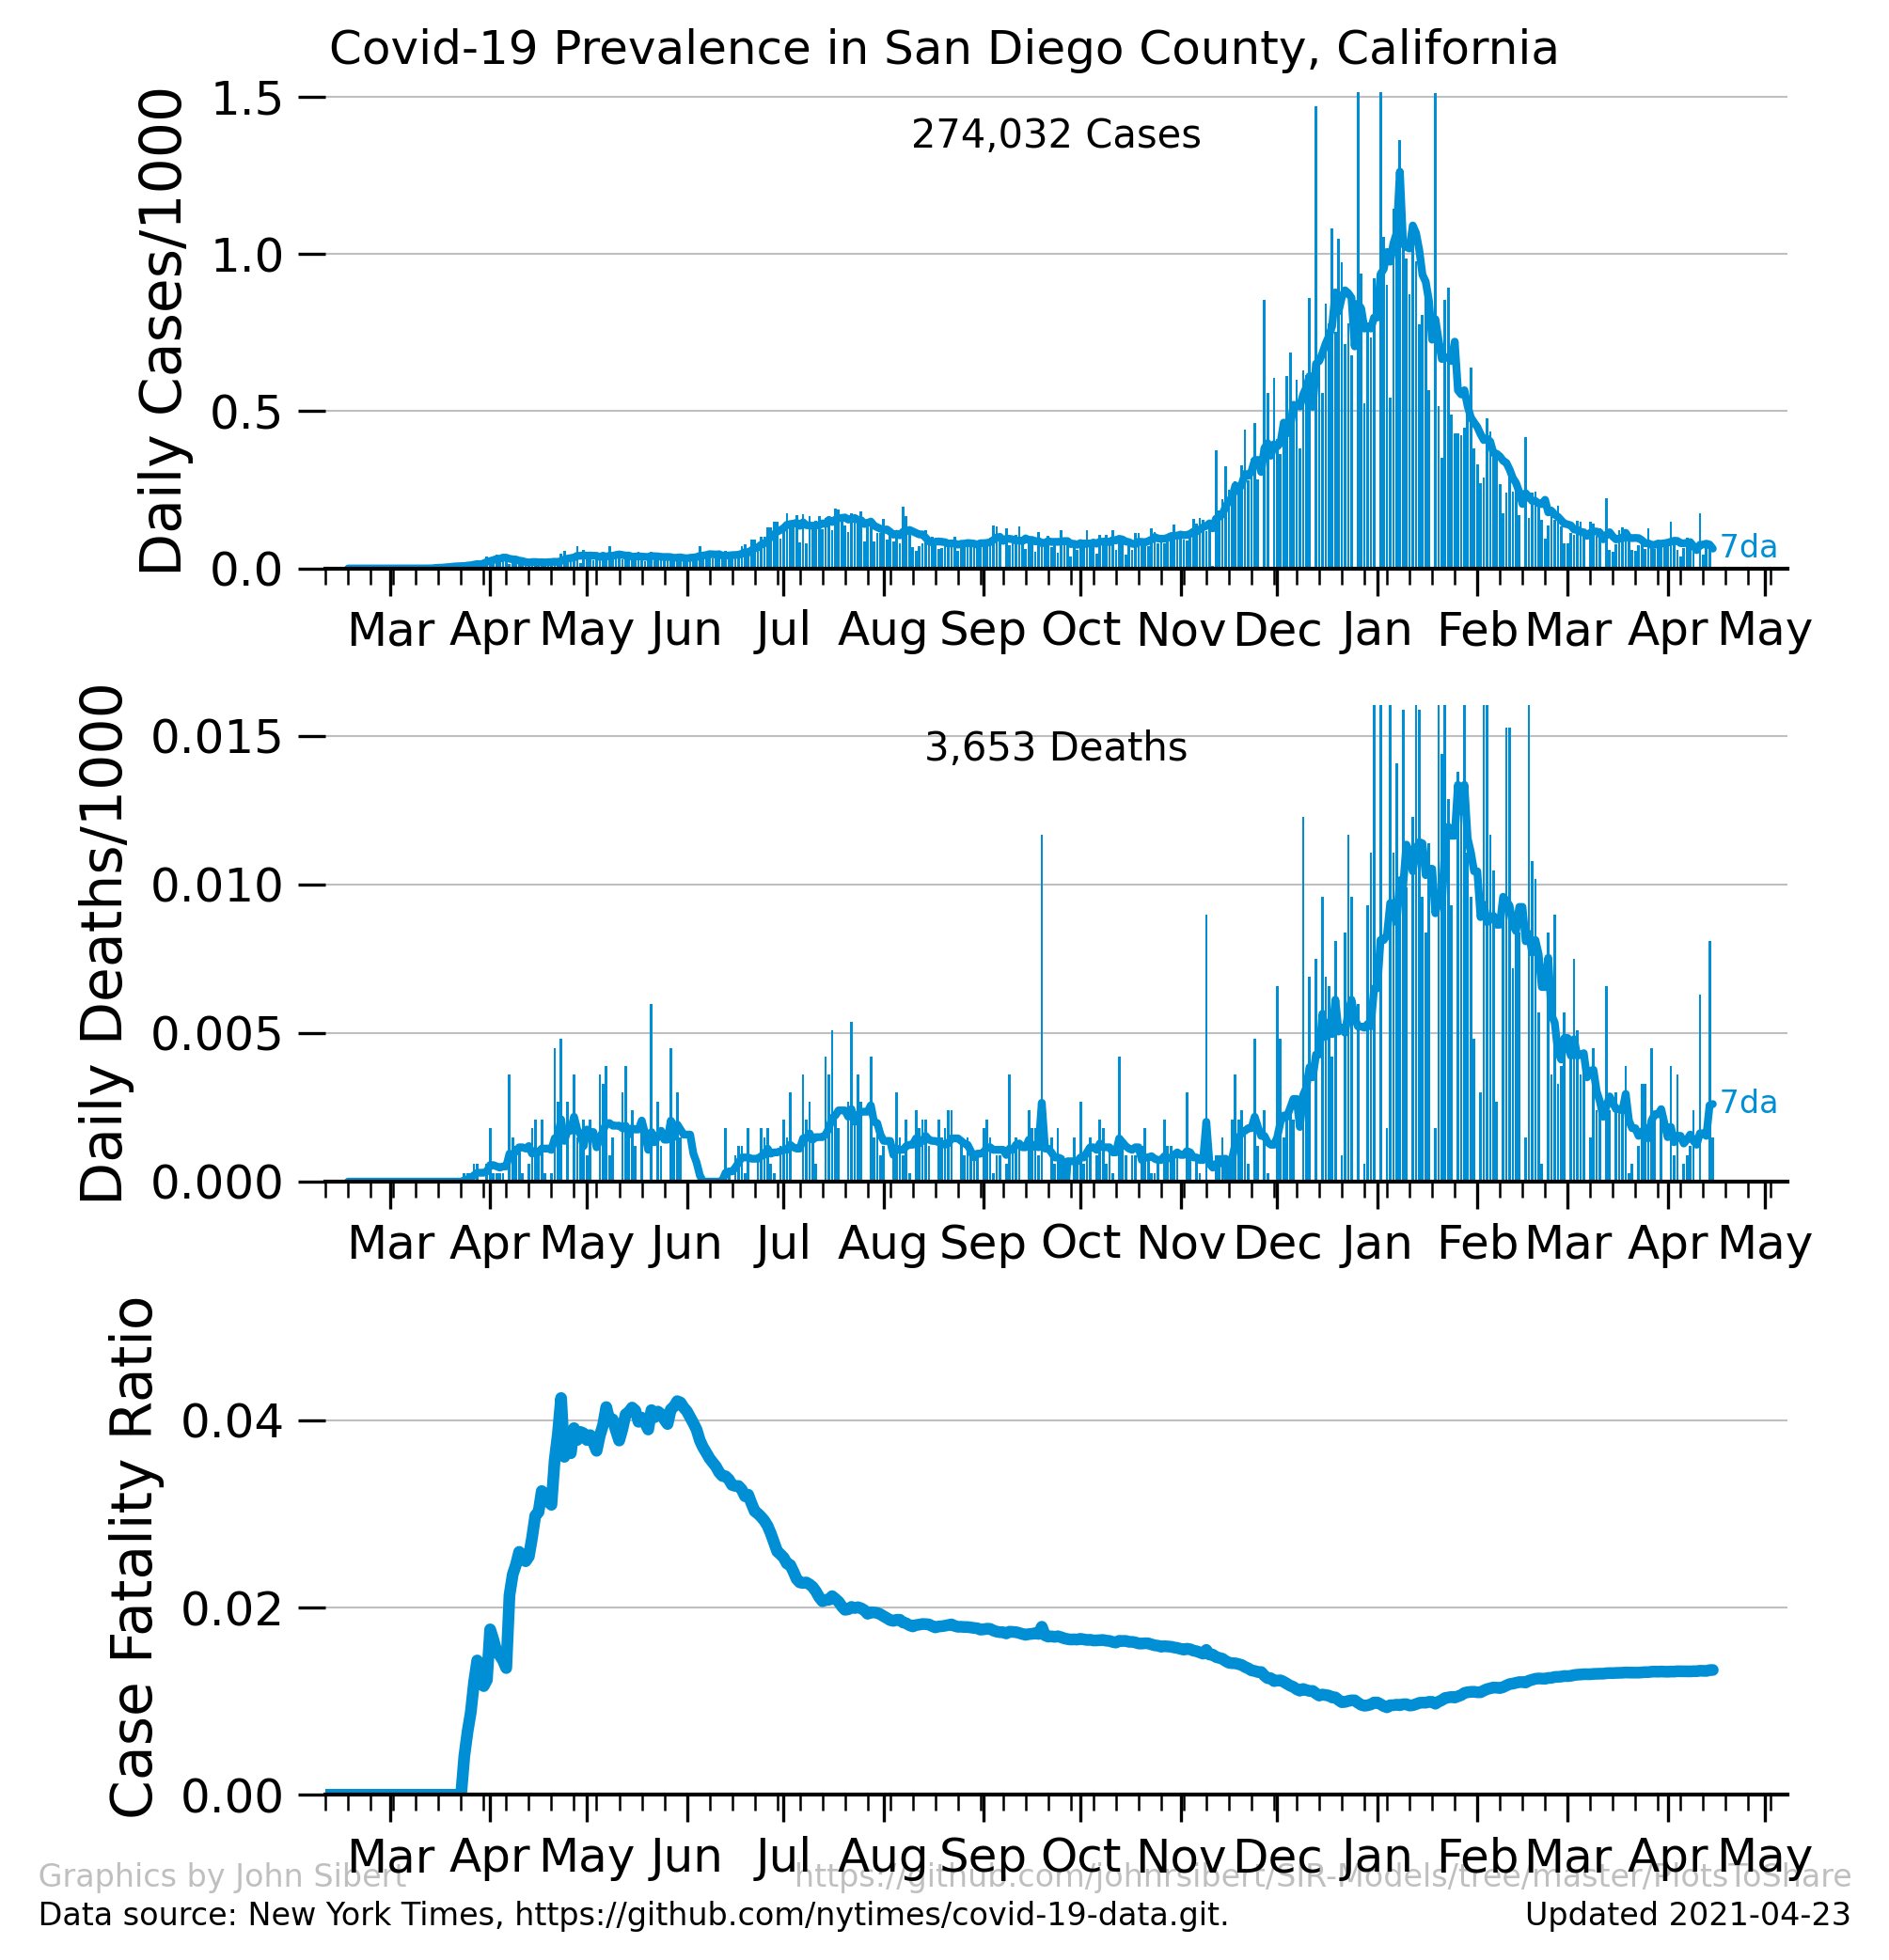 Covid-19 Prevalence in San Diego County, California
Daily Cases/1000
1.5
1.0
0.5
0.0
274,032 Cases
7da
Mar Apr May Jun Jul Aug Sep Oct Nov Dec Jan Feb Mar Apr May
Daily Deaths/1000
0.015
0.010
0.005
0.000
3,653 Deaths
7da
Mar Apr May Jun Jul Aug Sep Oct Nov Dec Jan Feb Mar Apr May
Case Fatality Ratio
0.04
0.02
0.00
Mar Apr May Jun Jul Aug Sep Oct Nov Dec Jan Feb Mar Apr May
Graphics by John Sibert https://github.com/johnrsibert/SIR-Models/tree/master/PlotsToShare
Data source: New York Times, https://github.com/nytimes/covid-19-data.git. Updated 2021-04-23